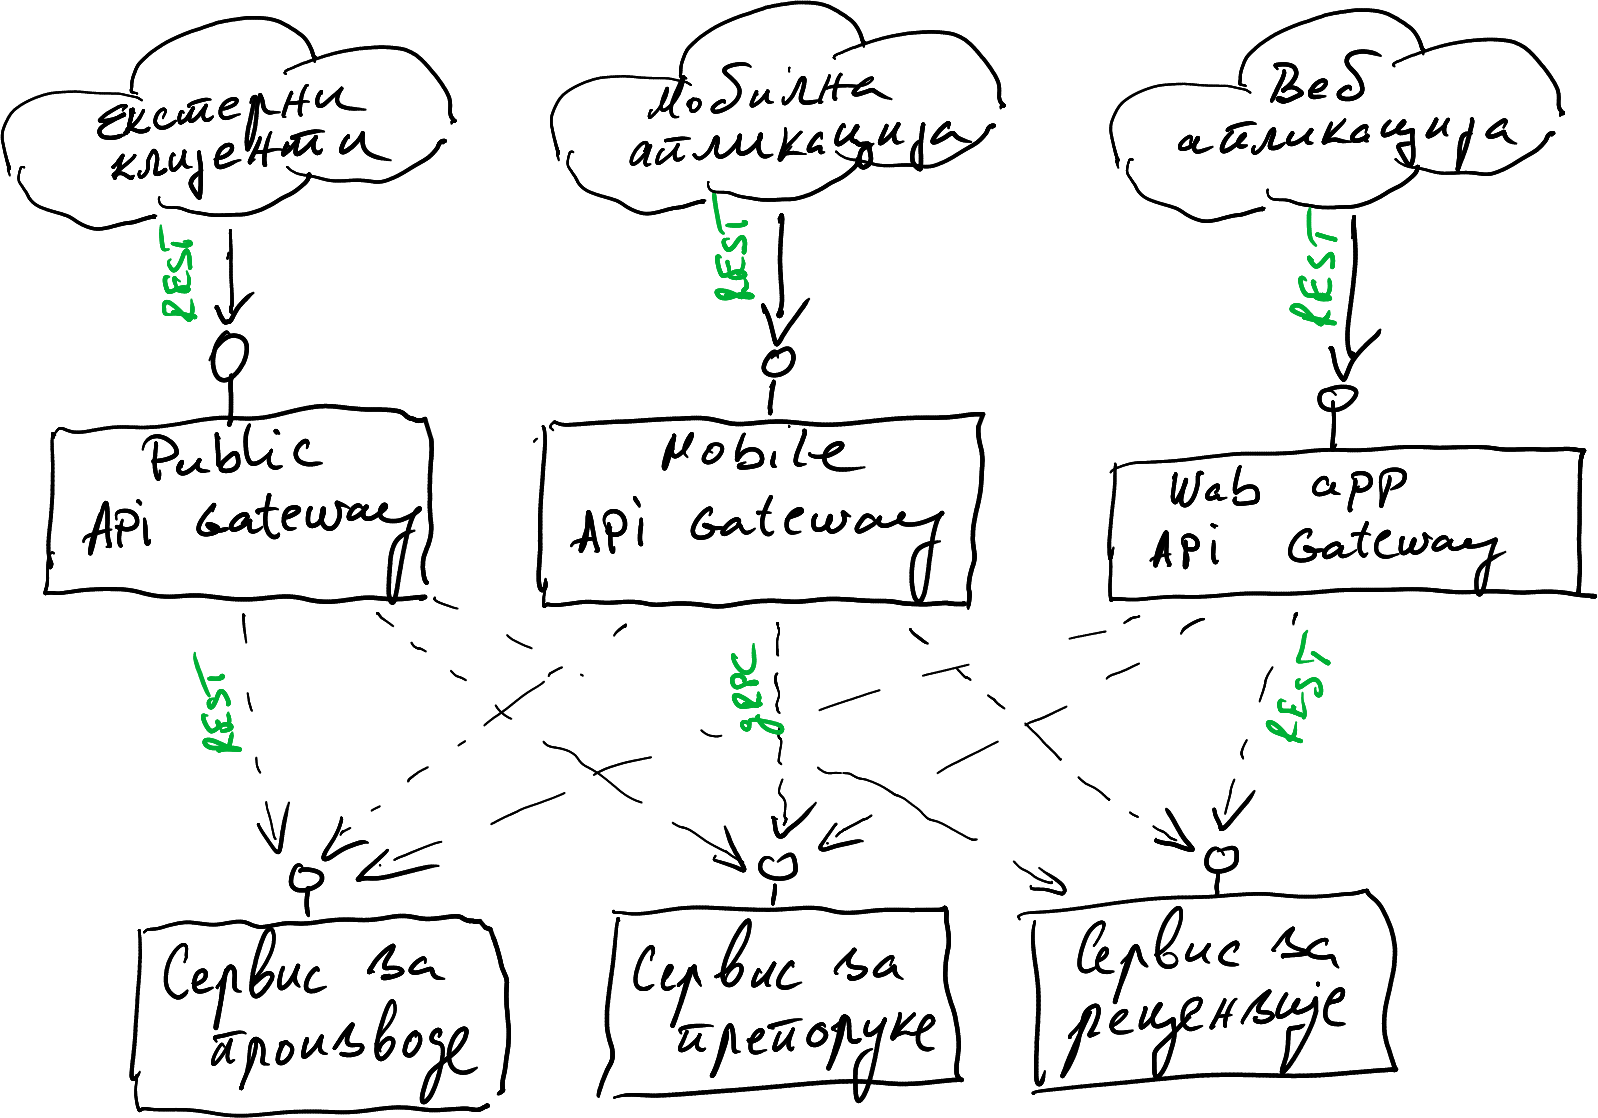 Екстерни
клијенти
Мобилна
апликација
Веб
апликација
REST
REST
REST
Public
APi Gateway
Mobile
APi Gateway
Wab app
APi Gateway
REST
gRPC
REST
Сервис за
производе
Сервис за
препоруке
Сервис за
рецензије